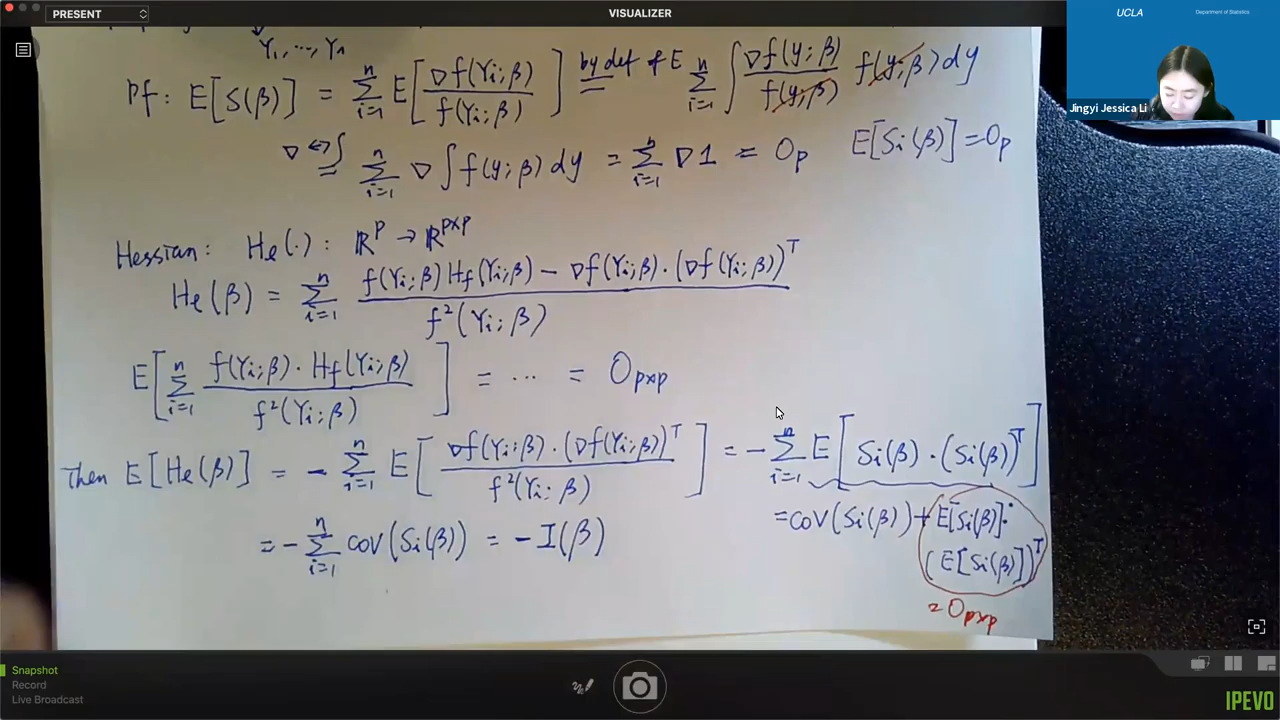 PRESENT
VISUALIZER
UCLA
Department of Statistics
Jingyi Jessica Li
Y₁, ⋯, Yₙ
Pf: E[S(β)] = Σᵢ₌₁ⁿ E[∇f(Yᵢ;β) / f(Yᵢ;β)] by def of E Σᵢ₌₁ⁿ ∫ ∇f(y;β) / f(y;β) f(y;β) dy
∇ ↔ ∫ = Σᵢ₌₁ⁿ ∇ ∫ f(y;β) dy = Σᵢ₌₁ⁿ ∇1 = 0ₚ E[Sᵢ(β)] = 0ₚ
Hessian: Hℓ(·): ℝᵖ → ℝᵖˣᵖ
Hℓ(β) = Σᵢ₌₁ⁿ f(Yᵢ;β) Hf(Yᵢ;β) − ∇f(Yᵢ;β)·(∇f(Yᵢ;β))ᵀ / f²(Yᵢ;β)
E[Σᵢ₌₁ⁿ f(Yᵢ;β)·Hf(Yᵢ;β) / f²(Yᵢ;β)] = ⋯ = 0ₚₓₚ
Then E[Hℓ(β)] = − Σᵢ₌₁ⁿ E[∇f(Yᵢ;β)·(∇f(Yᵢ;β))ᵀ / f²(Yᵢ;β)] = − Σᵢ₌₁ⁿ E[Sᵢ(β)·(Sᵢ(β))ᵀ]
= COV(Sᵢ(β)) + E[Sᵢ(β)]·
(E[Sᵢ(β)])ᵀ
= 0ₚₓₚ
= − Σᵢ₌₁ⁿ COV(Sᵢ(β)) = − I(β)
Snapshot
Record
Live Broadcast
IPEVO